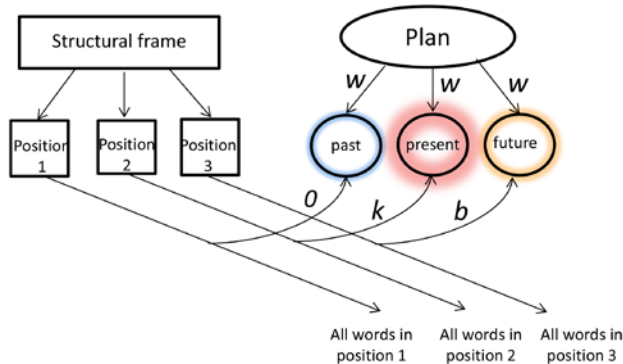 Structural frame
Plan
w
w
w
Position
1
Position
2
Position
3
past
present
future
0
k
b
All words in
position 1
All words in
position 2
All words in
position 3